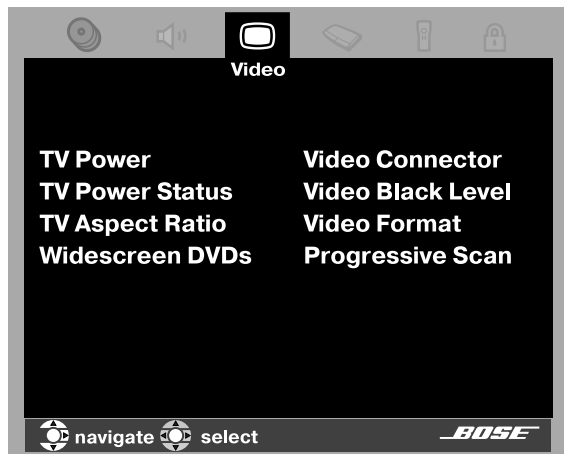 Video
TV Power
TV Power Status
TV Aspect Ratio
Widescreen DVDs
Video Connector
Video Black Level
Video Format
Progressive Scan
navigate select
BOSE